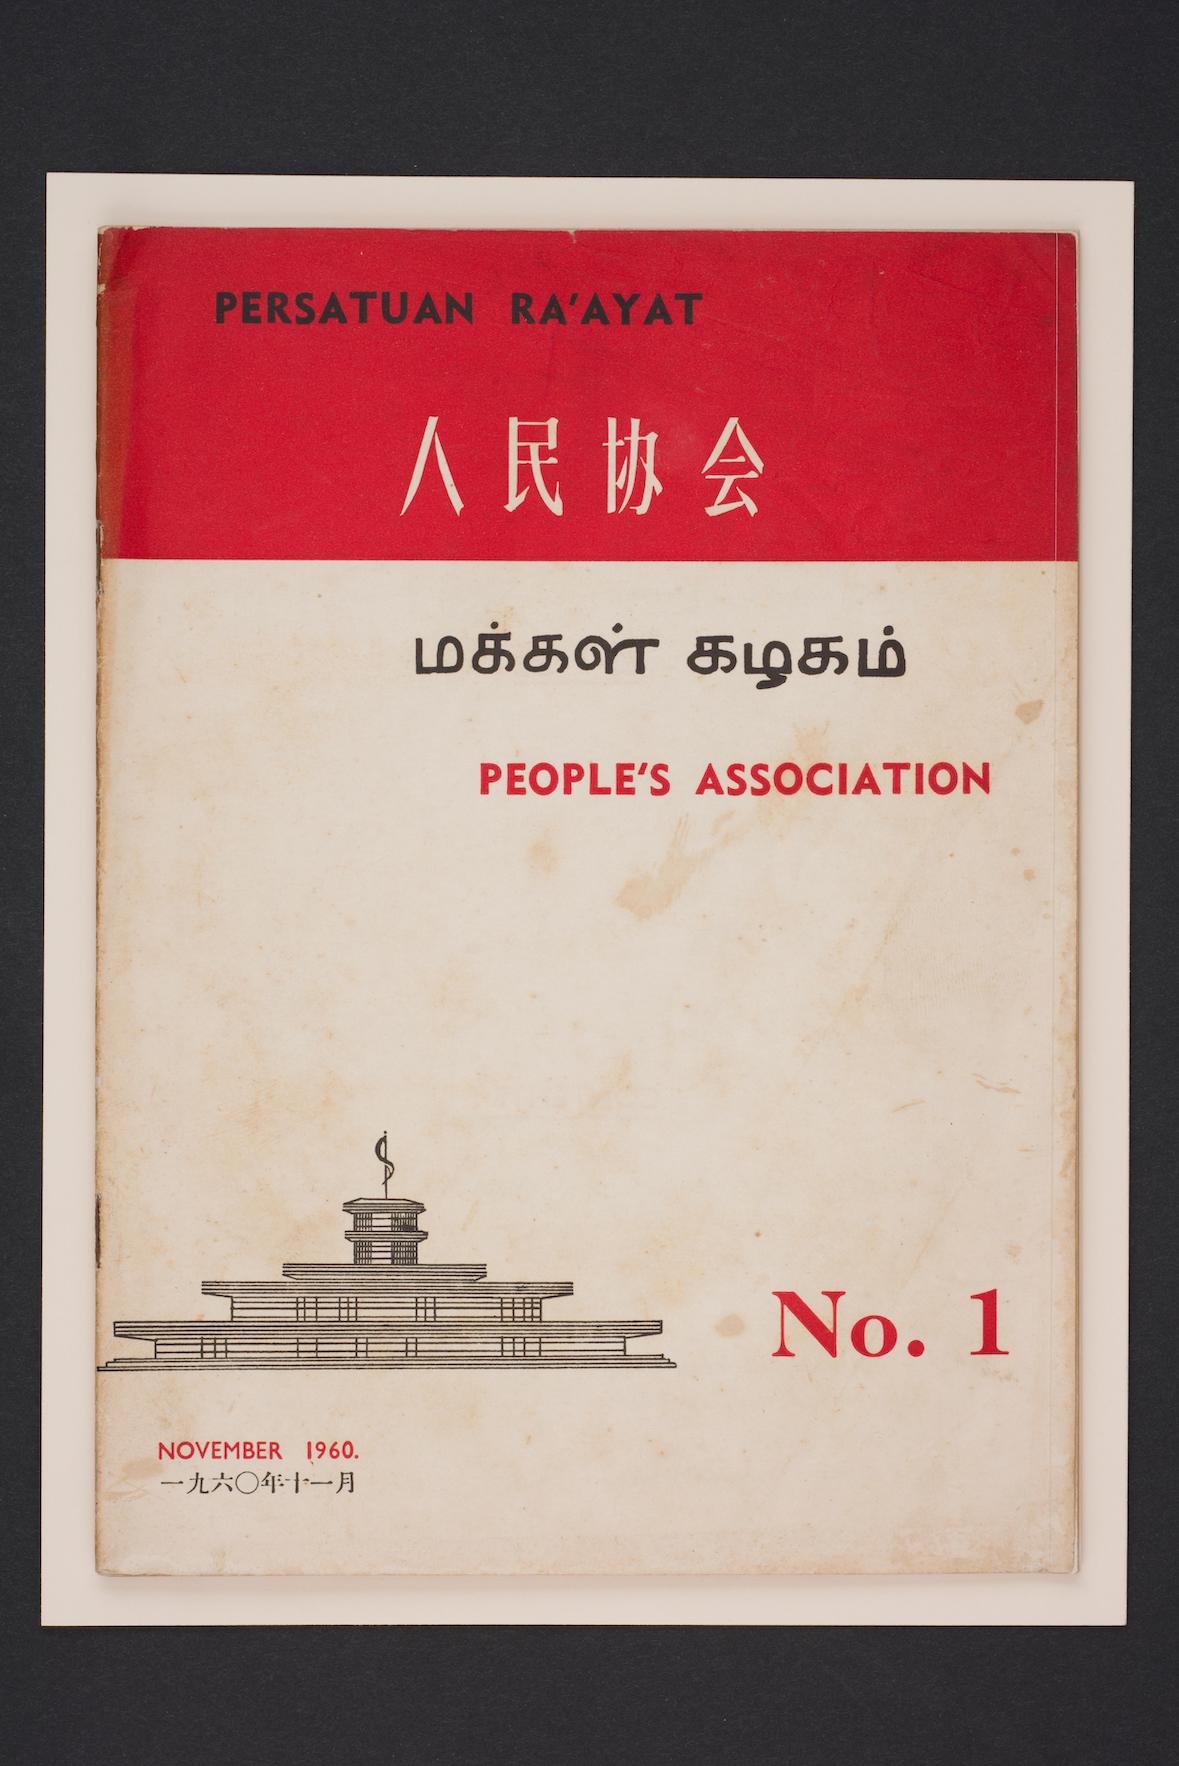 PERSATUAN RA'AYAT
人民协会
மக்கள் கழகம்
PEOPLE'S ASSOCIATION
No. 1
NOVEMBER 1960.
一九六〇年十一月